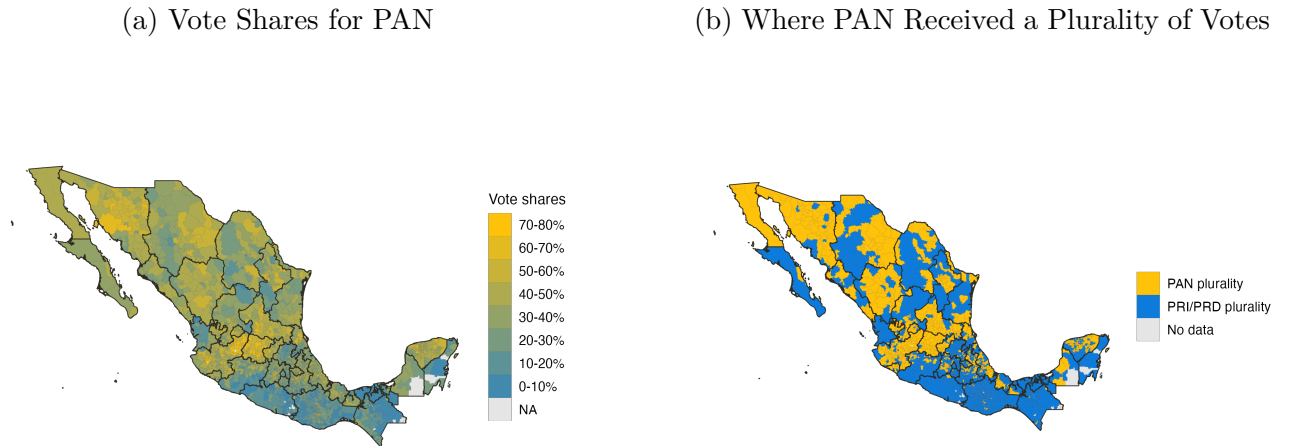 (a) Vote Shares for PAN
(b) Where PAN Received a Plurality of Votes
Vote shares
70-80%
60-70%
50-60%
40-50%
30-40%
20-30%
10-20%
0-10%
NA
PAN plurality
PRI/PRD plurality
No data